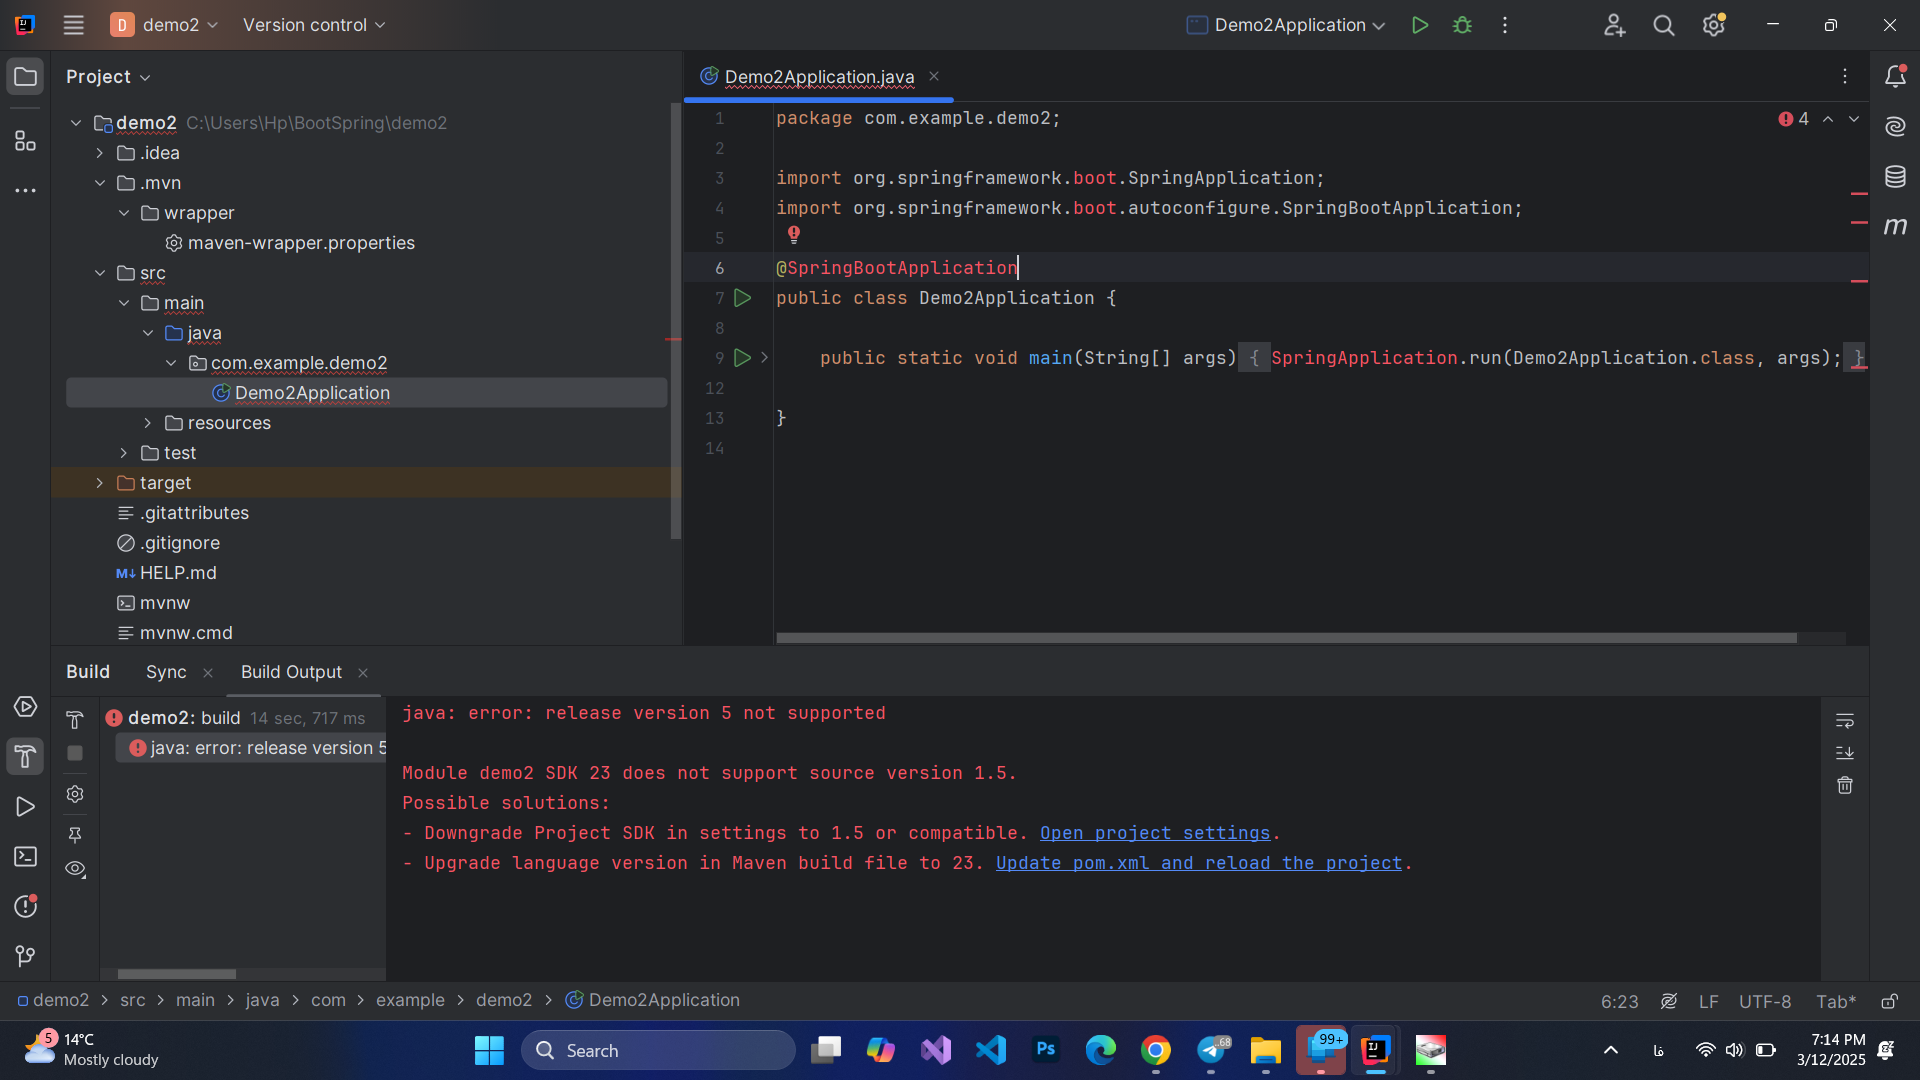 D demo2 Version control Demo2Application
Project
demo2 C:\Users\Hp\BootSpring\demo2
.idea
.mvn
wrapper
maven-wrapper.properties
src
main
java
com.example.demo2
Demo2Application
resources
test
target
.gitattributes
.gitignore
M↓ HELP.md
mvnw
mvnw.cmd
Demo2Application.java
4
1 package com.example.demo2;
2
3 import org.springframework.boot.SpringApplication;
4 import org.springframework.boot.autoconfigure.SpringBootApplication;
5
6 @SpringBootApplication
7 public class Demo2Application {
8
9 public static void main(String[] args) { SpringApplication.run(Demo2Application.class, args); }
12
13 }
14
m
Build Sync Build Output
demo2: build 14 sec, 717 ms
java: error: release version 5
java: error: release version 5 not supported
Module demo2 SDK 23 does not support source version 1.5.
Possible solutions:
- Downgrade Project SDK in settings to 1.5 or compatible. Open project settings.
- Upgrade language version in Maven build file to 23. Update pom.xml and reload the project.
demo2 > src > main > java > com > example > demo2 > Demo2Application
6:23 LF UTF-8 Tab*
5
14°C
Mostly cloudy
Search
Ps
.68
99+
IJ
فا
7:14 PM
3/12/2025